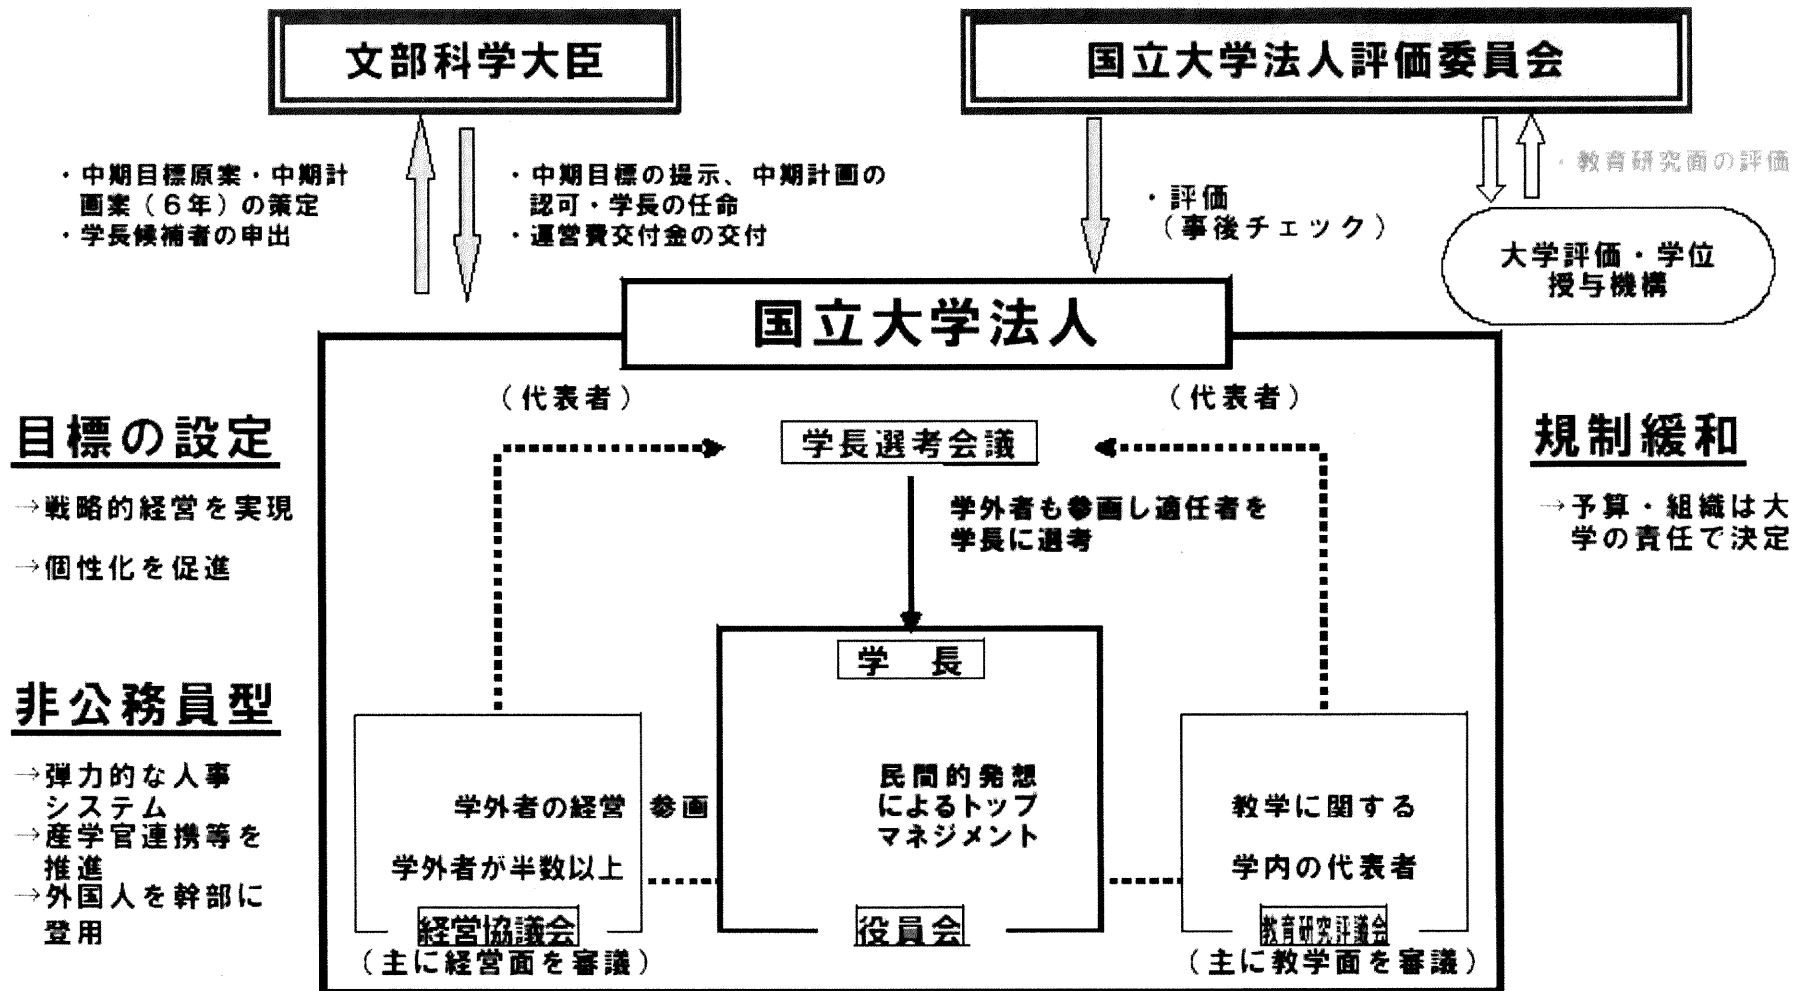 文部科学大臣
国立大学法人評価委員会
・中期目標原案・中期計
画案（６年）の策定
・学長候補者の申出
・中期目標の提示、中期計画の
認可・学長の任命
・運営費交付金の交付
・評価
（事後チェック）
・教育研究面の評価
大学評価・学位
授与機構
国立大学法人
（代表者）
（代表者）
目標の設定
→戦略的経営を実現
→個性化を促進
学長選考会議
学外者も参画し適任者を
学長に選考
規制緩和
→予算・組織は大
学の責任で決定
非公務員型
→弾力的な人事
システム
→産学官連携等を
推進
→外国人を幹部に
登用
学外者の経営 参画
学外者が半数以上
経営協議会
（主に経営面を審議）
学　長
民間的発想
によるトップ
マネジメント
役員会
教学に関する
学内の代表者
教育研究評議会
（主に教学面を審議）